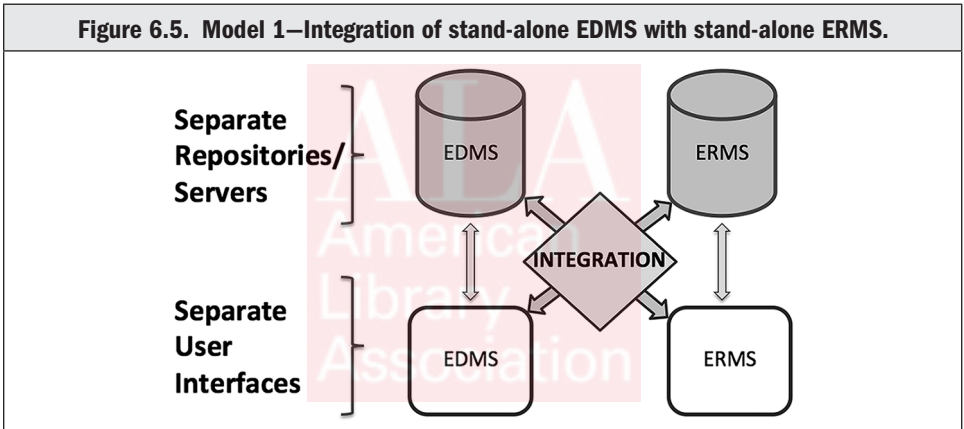 Figure 6.5. Model 1—Integration of stand-alone EDMS with stand-alone ERMS.
Separate
Repositories/
Servers
EDMS
ERMS
INTEGRATION
Separate
User
Interfaces
EDMS
ERMS
ALA
American
Library
Association